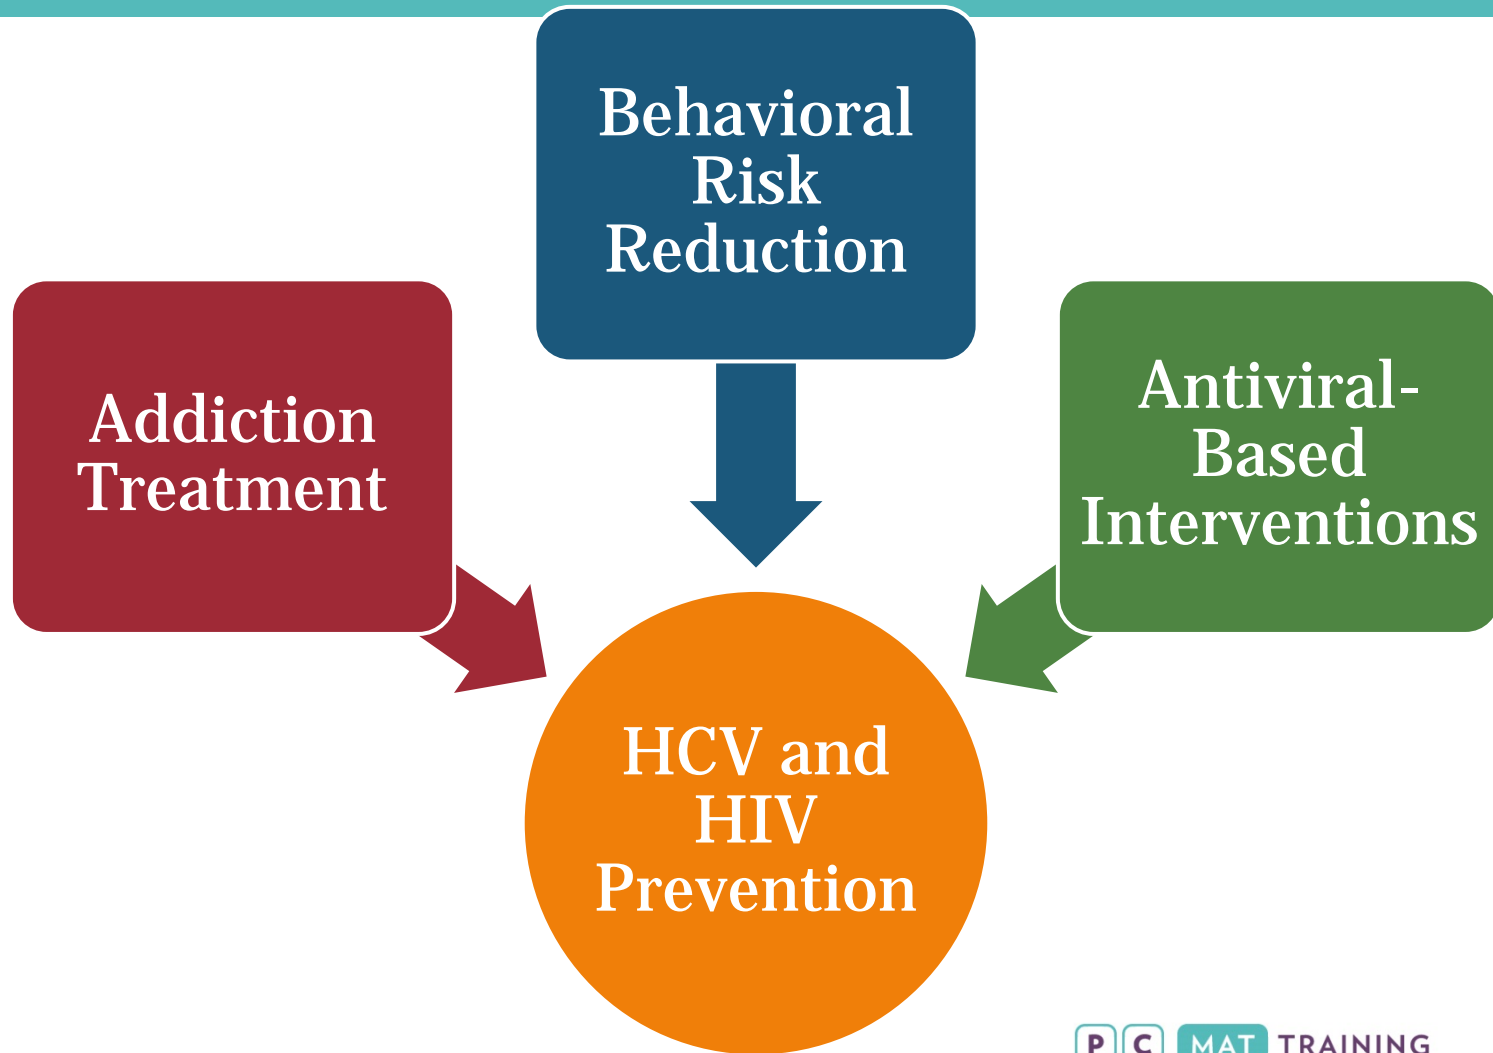 Behavioral
Risk
Reduction
Addiction
Treatment
Antiviral-
Based
Interventions
HCV and
HIV
Prevention
P C MAT TRAINING